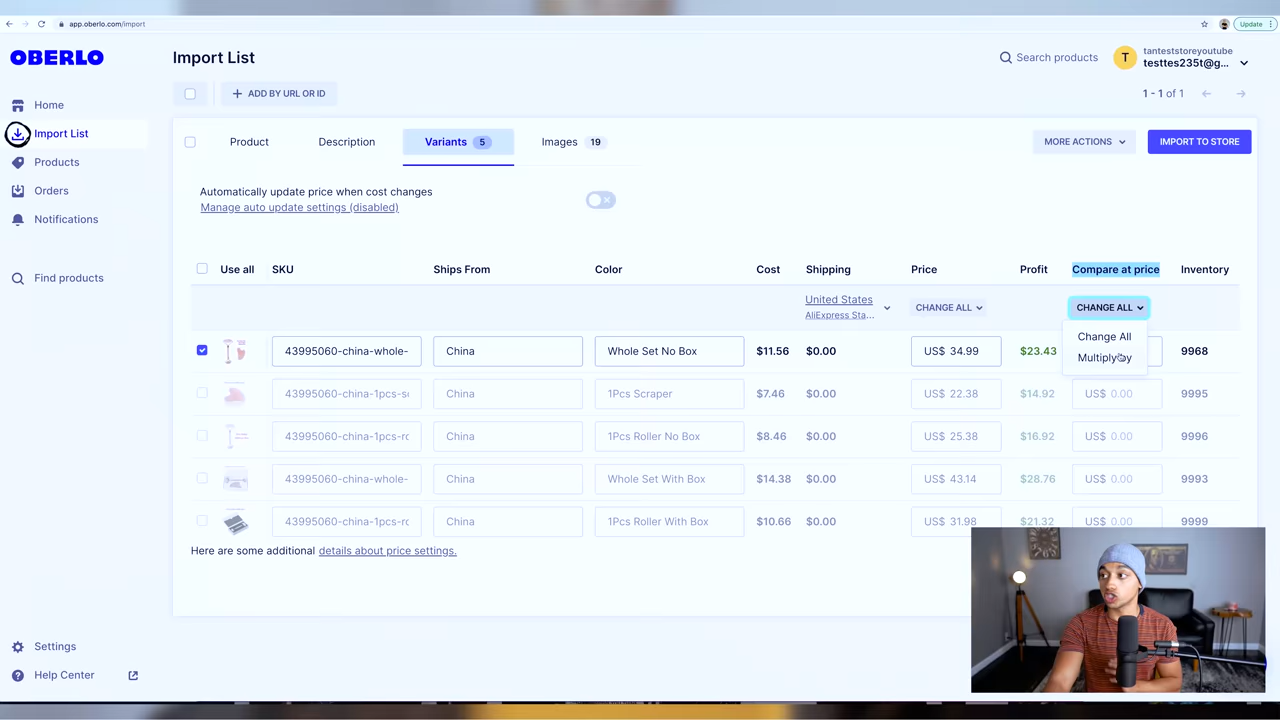 app.oberlo.com/import
Update
OBERLO
Import List
Search products
T
tanteststoreyoutube
testtes235t@g...
Home
Import List
Products
Orders
Notifications
Find products
Settings
Help Center
ADD BY URL OR ID
1 - 1 of 1
Product
Description
Variants 5
Images 19
MORE ACTIONS
IMPORT TO STORE
Automatically update price when cost changes
Manage auto update settings (disabled)
Use all SKU Ships From Color Cost Shipping Price Profit Compare at price Inventory
United States
AliExpress Sta...
CHANGE ALL
CHANGE ALL
Change All
Multiply by
43995060-china-whole- China Whole Set No Box $11.56 $0.00 US$ 34.99 $23.43 9968
43995060-china-1pcs-sc China 1Pcs Scraper $7.46 $0.00 US$ 22.38 $14.92 US$ 0.00 9995
43995060-china-1pcs-rc China 1Pcs Roller No Box $8.46 $0.00 US$ 25.38 $16.92 US$ 0.00 9996
43995060-china-whole- China Whole Set With Box $14.38 $0.00 US$ 43.14 $28.76 US$ 0.00 9993
43995060-china-1pcs-rc China 1Pcs Roller With Box $10.66 $0.00 US$ 31.98 $21.32 US$ 0.00 9999
Here are some additional details about price settings.